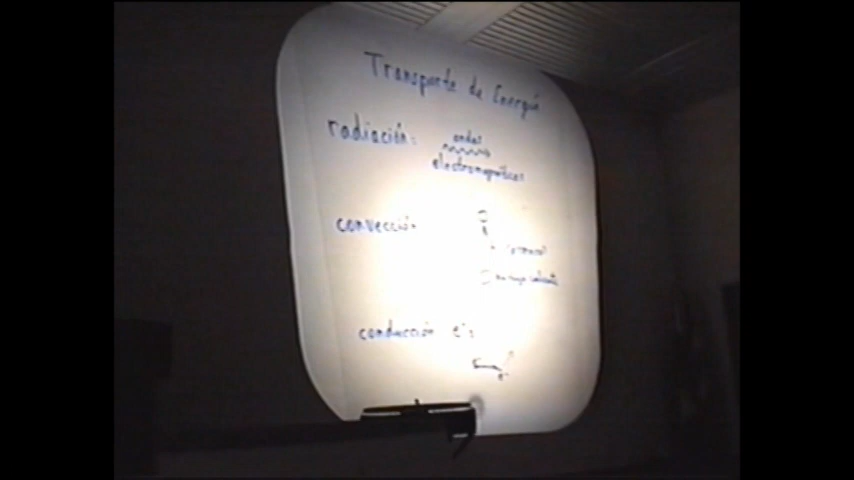 Transporte de Energía
radiación: ondas
electromagnéticas
convección
conducción e's
e-